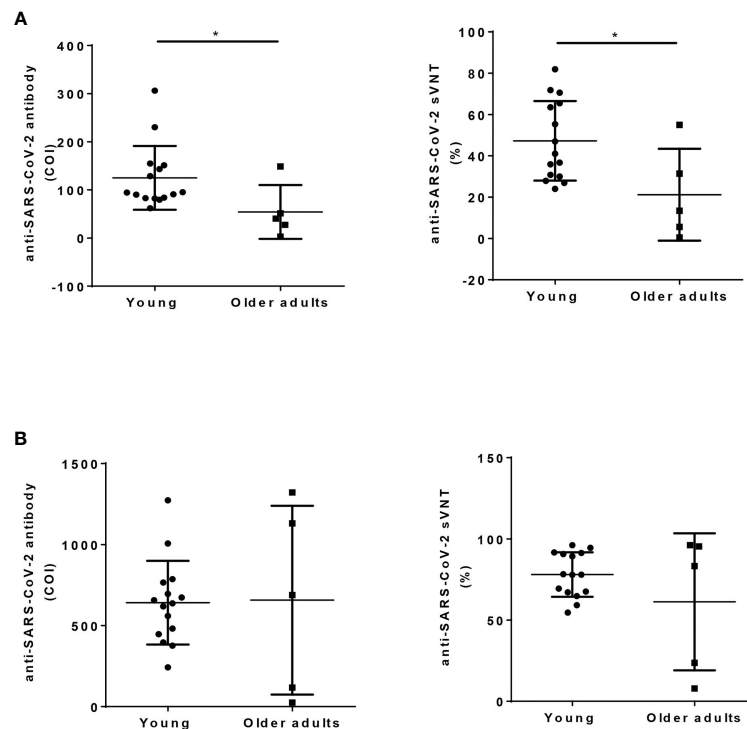 A
anti-SARS-CoV-2 antibody
(COI)
400
300
200
100
0
-100
*
Young
Older adults
anti-SARS-CoV-2 sVNT
(%)
100
80
60
40
20
0
-20
*
Young
Older adults
B
anti-SARS-CoV-2 antibody
(COI)
1500
1000
500
0
Young
Older adults
anti-SARS-CoV-2 sVNT
(%)
150
100
50
0
Young
Older adults